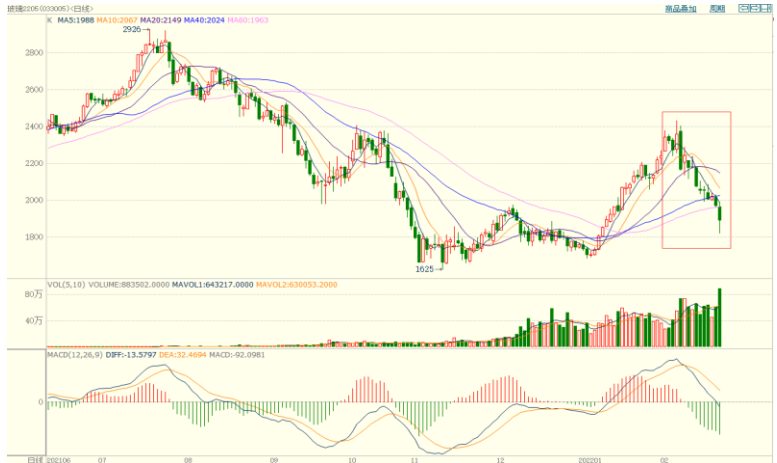 玻璃2205(033005)<日线>
商品叠加 周期
K MA5:1988 MA10:2067 MA20:2149 MA40:2024 MA60:1963
2926→
2800
2600
2400
2200
2000
1800
1625→
VOL(5,10) VOLUME:883502.0000 MAVOL1:643217.0000 MAVOL2:630053.2000
80万
40万
MACD(12,26,9) DIFF:-13.5797 DEA:32.4694 MACD:-92.0981
0
日线 202106 07 08 09 10 11 12 202201 02